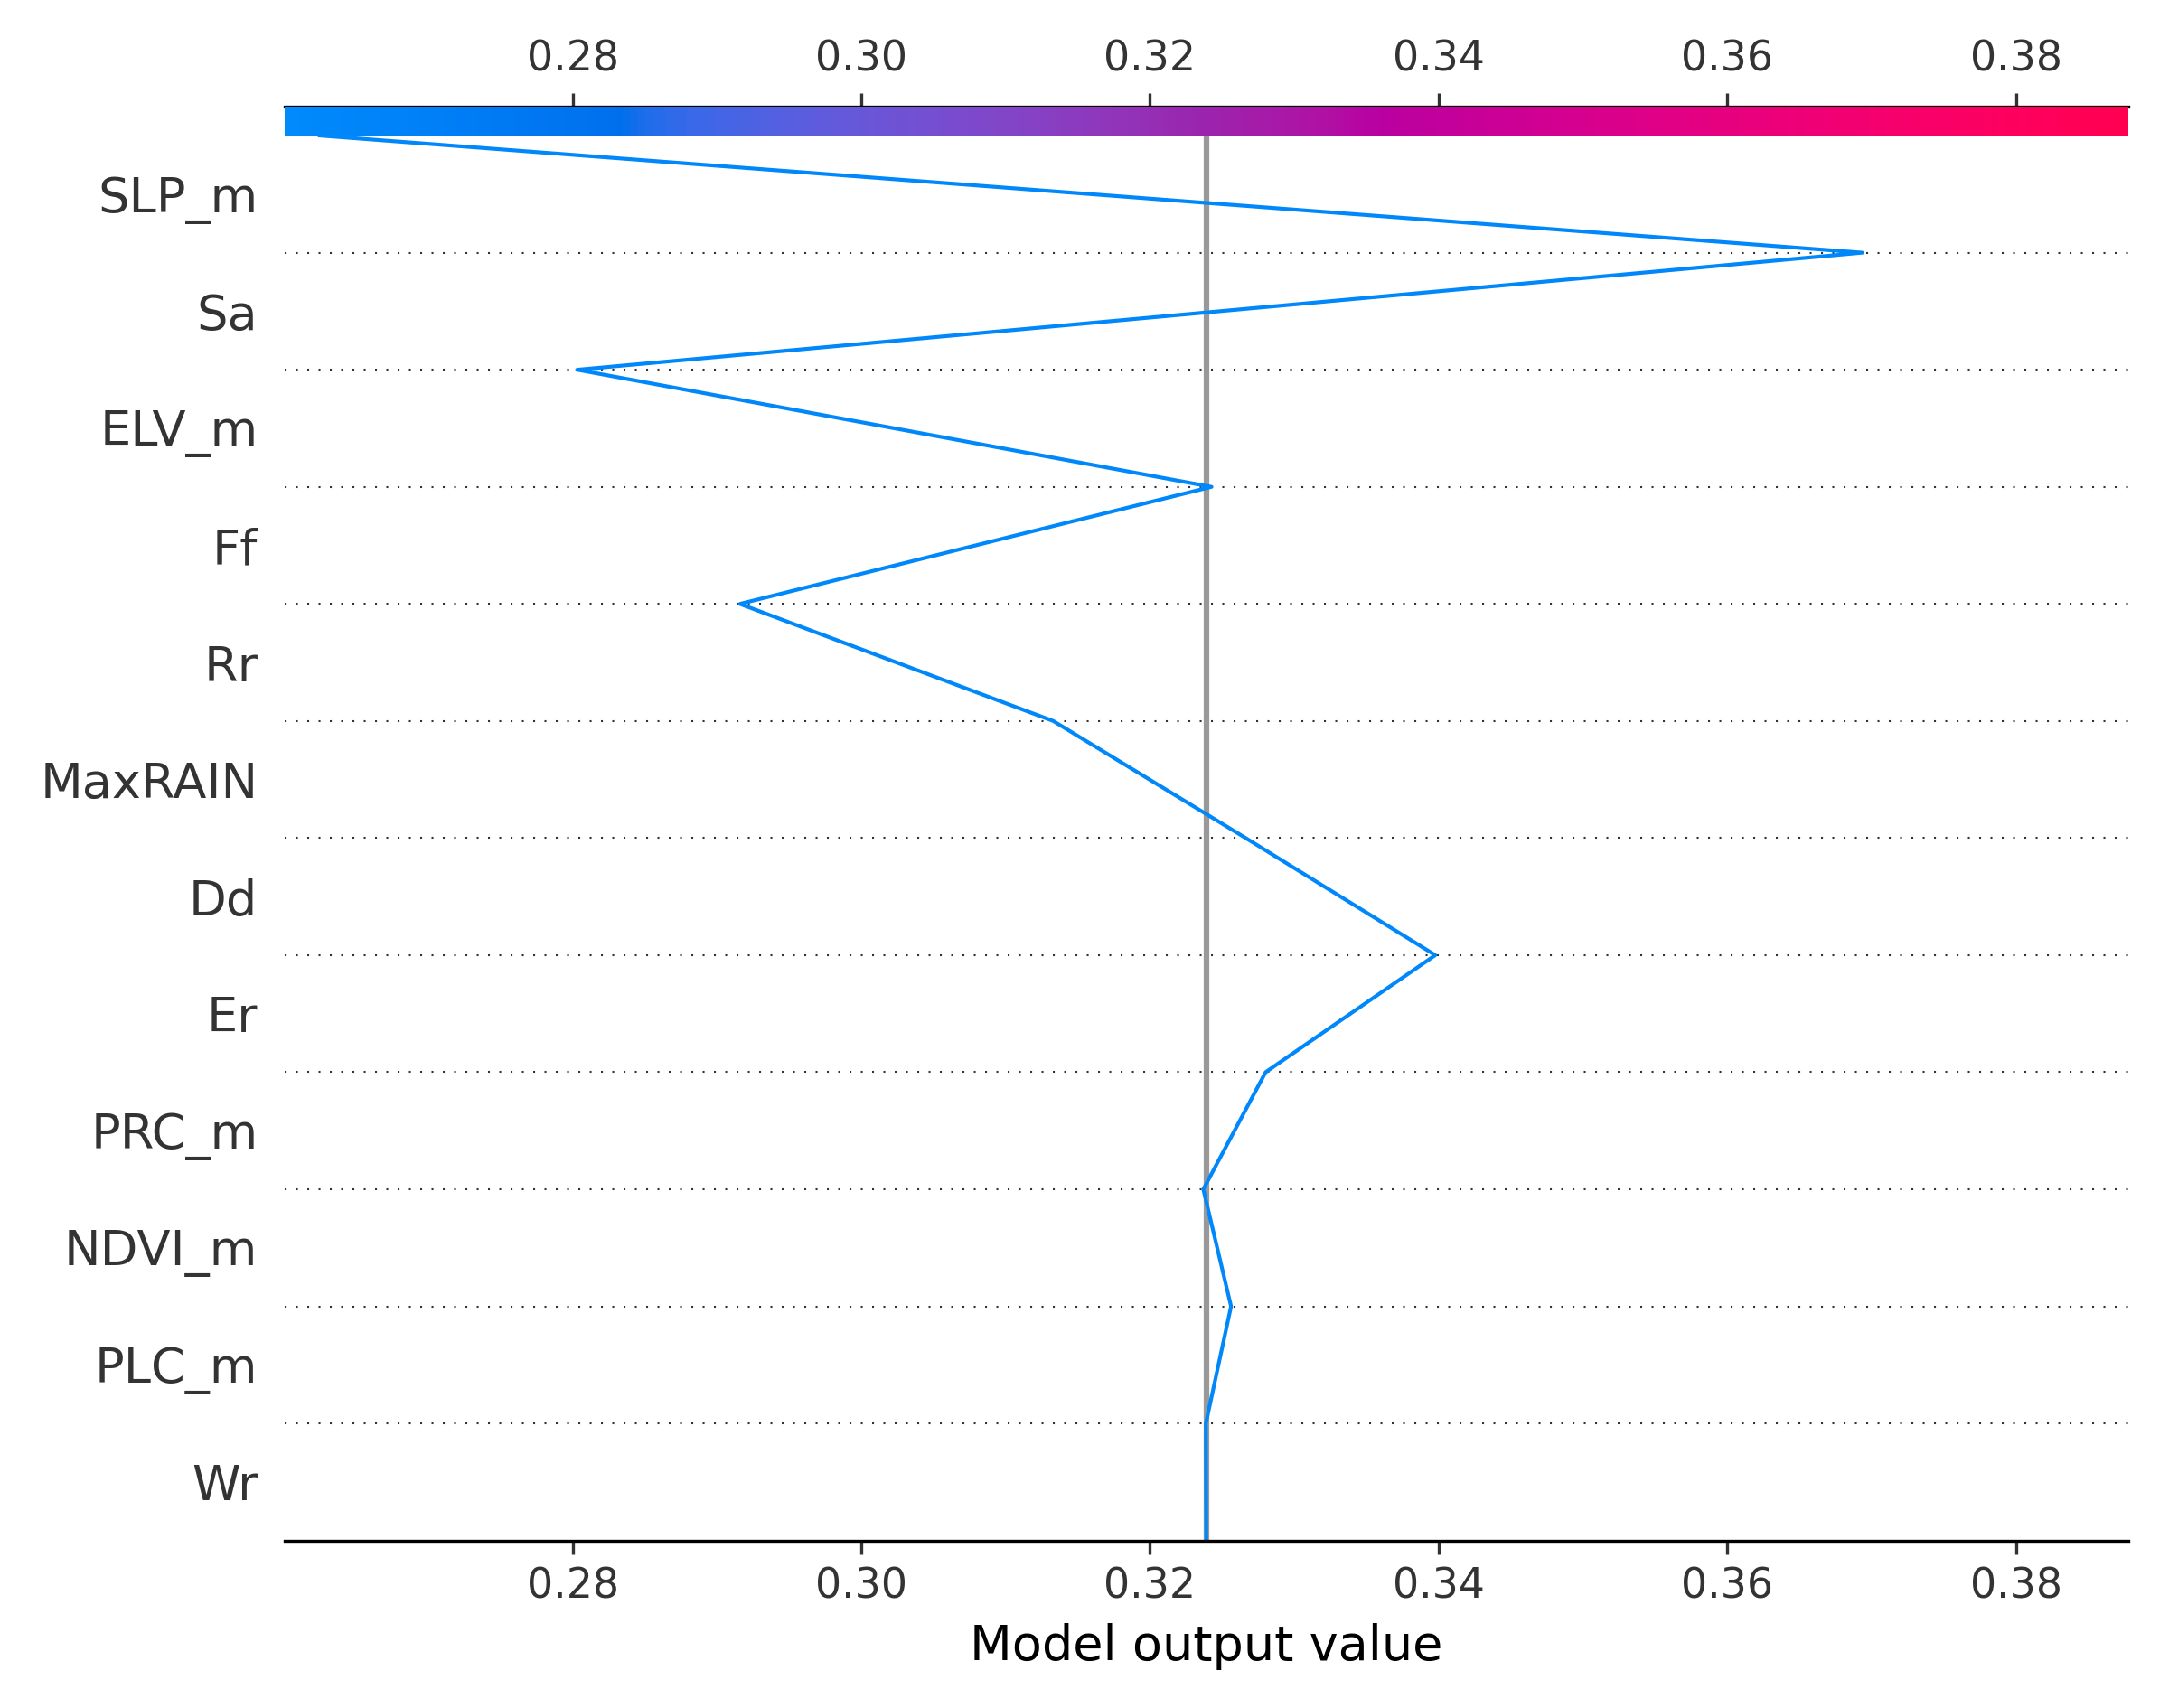 0.28 0.30 0.32 0.34 0.36 0.38
SLP_m
Sa
ELV_m
Ff
Rr
MaxRAIN
Dd
Er
PRC_m
NDVI_m
PLC_m
Wr
0.28 0.30 0.32 0.34 0.36 0.38
Model output value